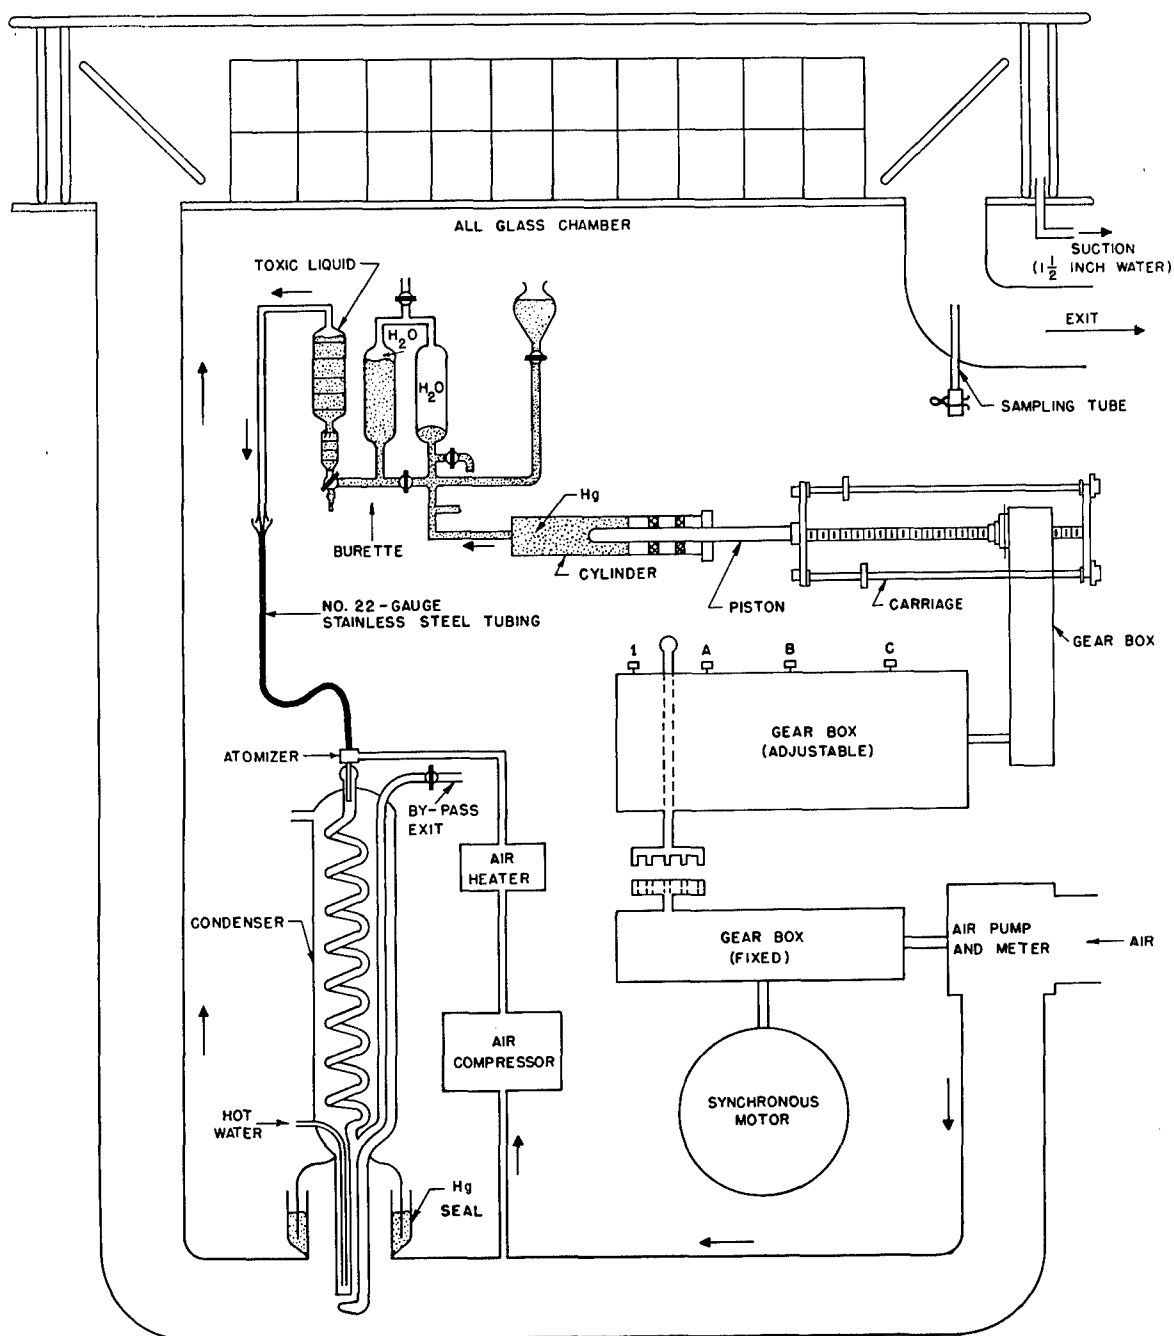 ALL GLASS CHAMBER
SUCTION
(1 1/2 INCH WATER)
TOXIC LIQUID
H2O
H2O
EXIT
SAMPLING TUBE
Hg
BURETTE
CYLINDER
PISTON
CARRIAGE
NO. 22-GAUGE
STAINLESS STEEL TUBING
GEAR BOX
1
A
B
C
GEAR BOX
(ADJUSTABLE)
ATOMIZER
BY-PASS
EXIT
AIR
HEATER
CONDENSER
GEAR BOX
(FIXED)
AIR PUMP
AND METER
AIR
AIR
COMPRESSOR
SYNCHRONOUS
MOTOR
HOT
WATER
Hg
SEAL